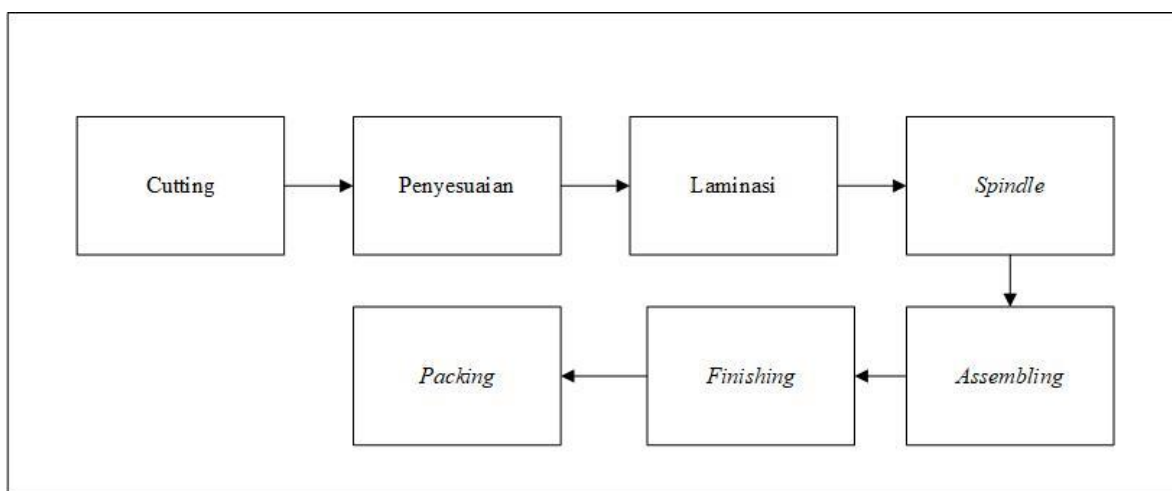 Cutting
Penyesuaian
Laminasi
Spindle
Assembling
Finishing
Packing